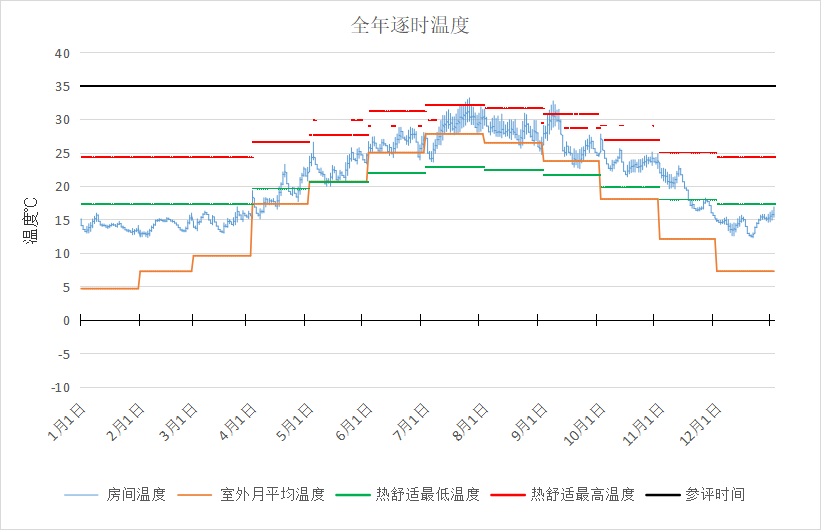 全年逐时温度
40
35
30
25
20
15
10
5
0
-5
-10
温度℃
1月1日
2月1日
3月1日
4月1日
5月1日
6月1日
7月1日
8月1日
9月1日
10月1日
11月1日
12月1日
房间温度 室外月平均温度 热舒适最低温度 热舒适最高温度 参评时间